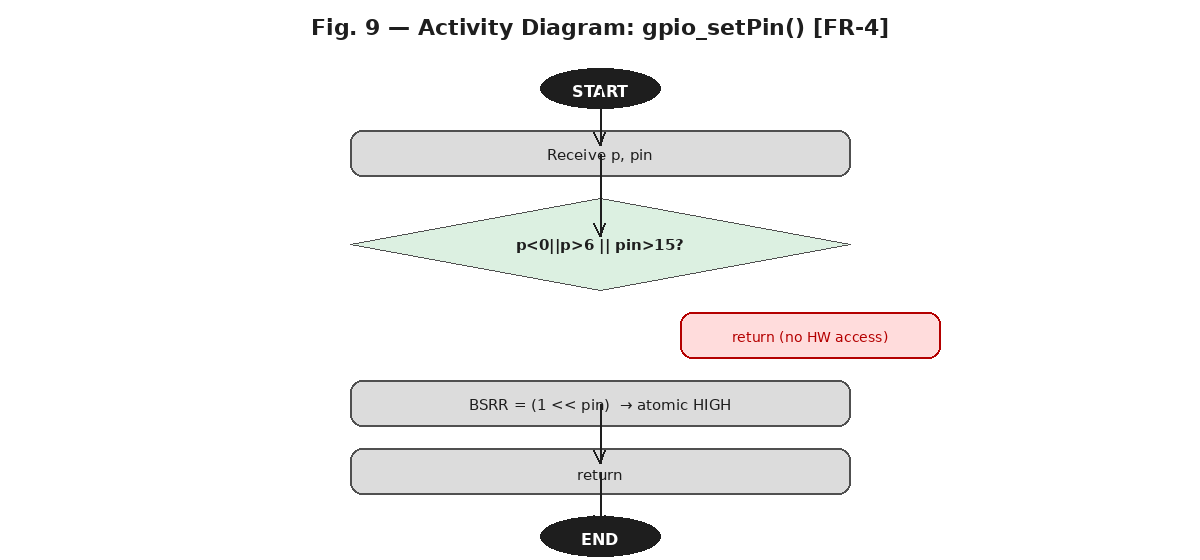 Fig. 9 — Activity Diagram: gpio_setPin() [FR-4]
START
Receive p, pin
p<0||p>6 || pin>15?
return (no HW access)
BSRR = (1 << pin) → atomic HIGH
return
END